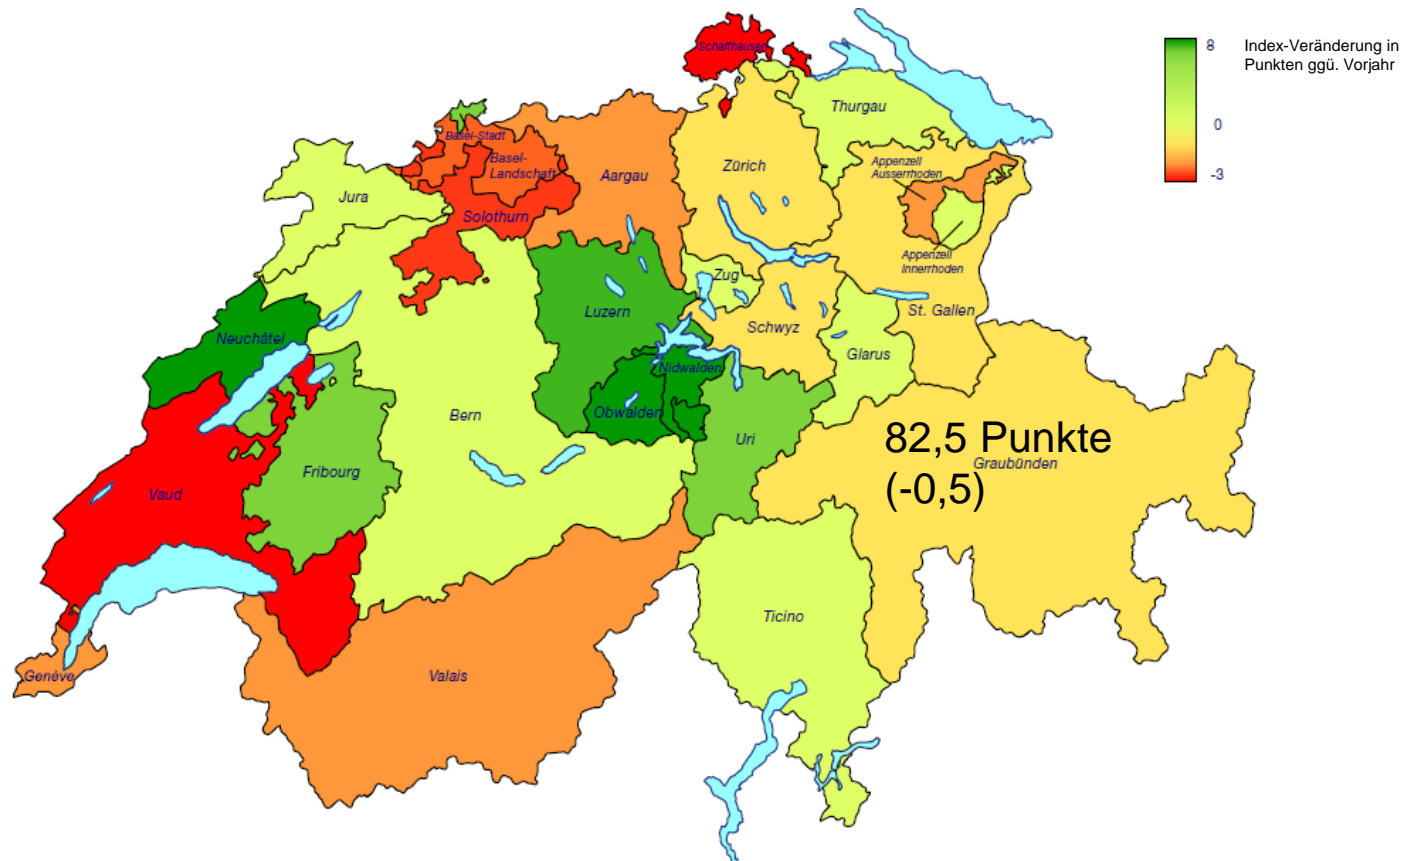 Schaffhausen
8
Index-Veränderung in
Punkten ggü. Vorjahr
0
-3
Thurgau
Basel-Stadt
Basel-
Landschaft
Aargau
Zürich
Appenzell
Ausserrhoden
Jura
Solothurn
Appenzell
Innerrhoden
Zug
Neuchâtel
Luzern
Schwyz
St. Gallen
Glarus
Nidwalden
Obwalden
Bern
Uri
82,5 Punkte
(-0,5)
Graubünden
Fribourg
Vaud
Ticino
Genève
Valais